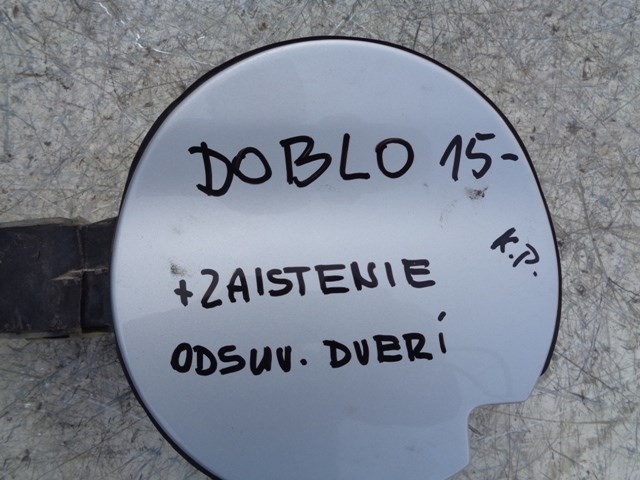 DOBLO 15-
K.P.
+ZAISTENIE
ODSUV. DVERÍ